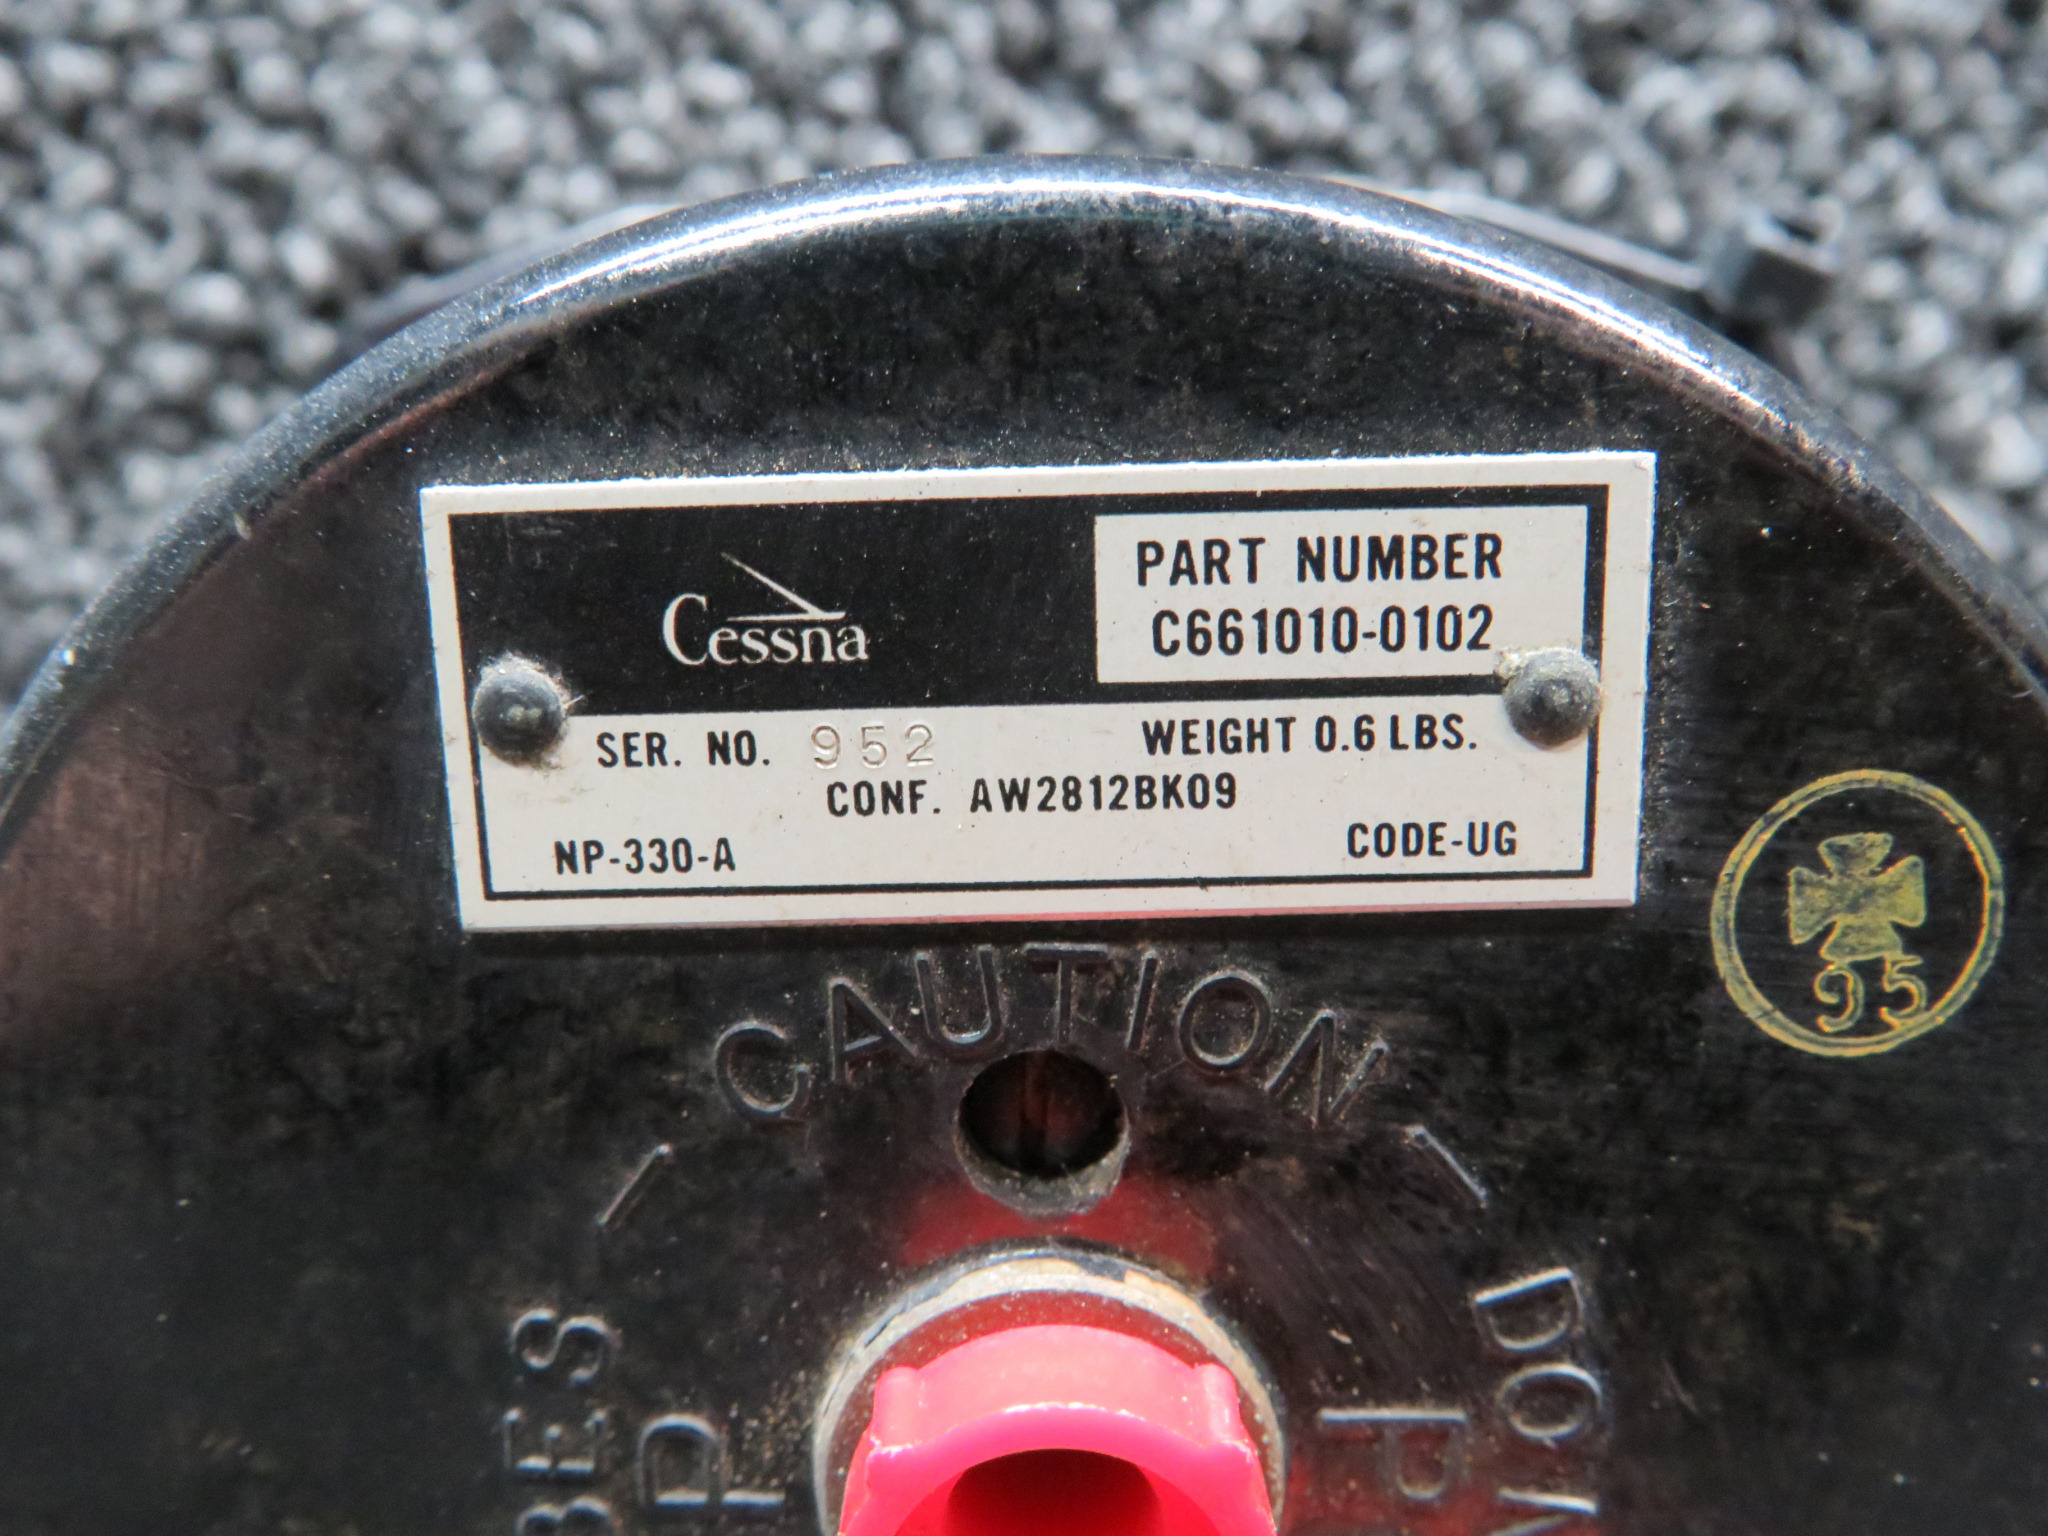 Cessna
PART NUMBER
C661010-0102
SER. NO. 952
WEIGHT 0.6 LBS.
CONF. AW2812BK09
NP-330-A
CODE-UG
95
CAUTION